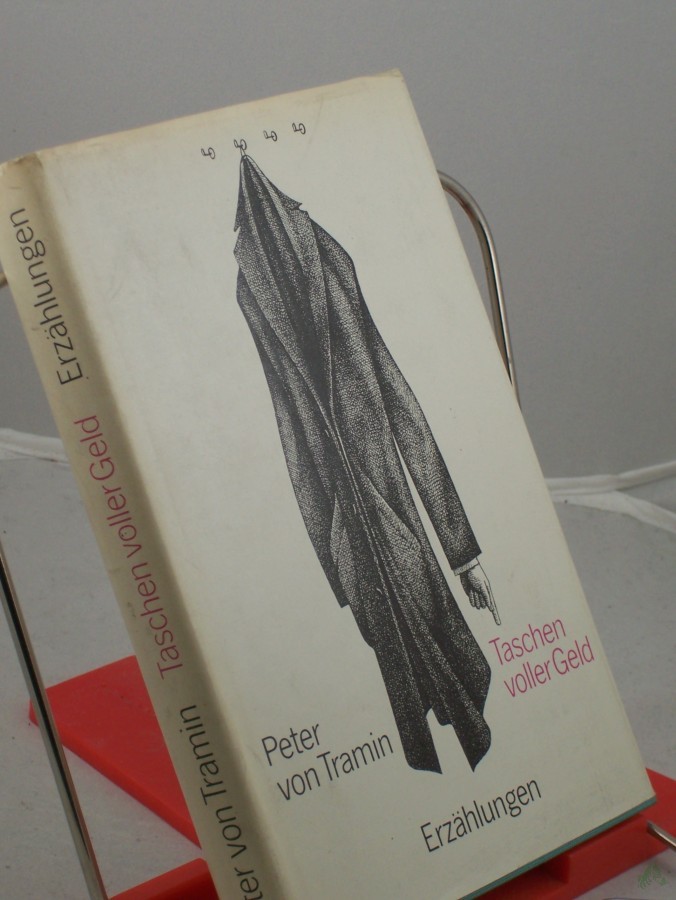 Taschen
voller Geld
Peter
von Tramin
Erzählungen
ter von Tramin Taschen voller Geld Erzählungen